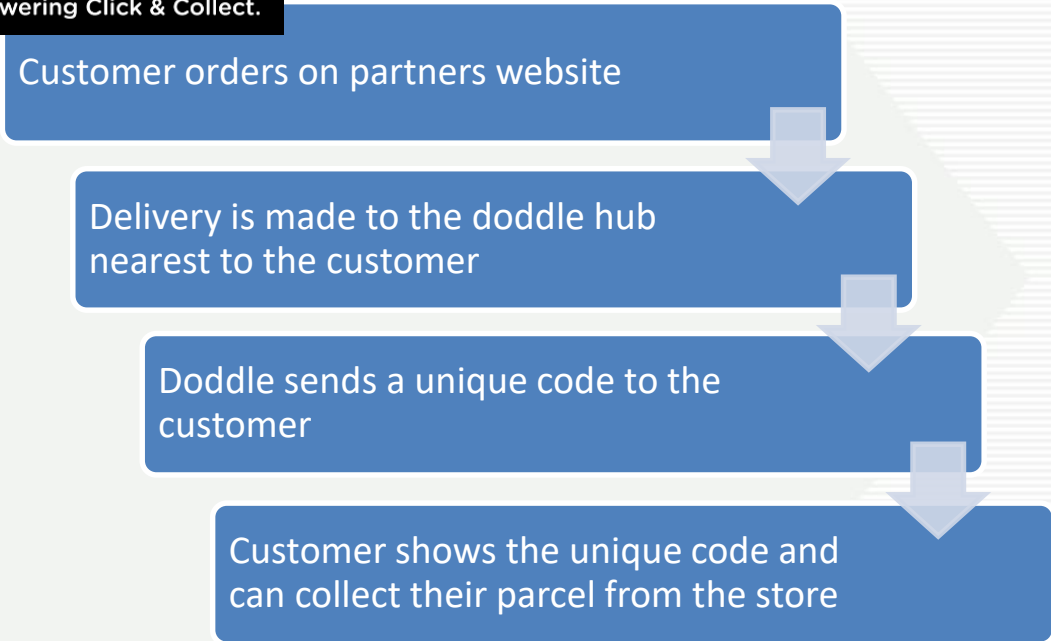 wering Click & Collect.
Customer orders on partners website
Delivery is made to the doddle hub
nearest to the customer
Doddle sends a unique code to the
customer
Customer shows the unique code and
can collect their parcel from the store